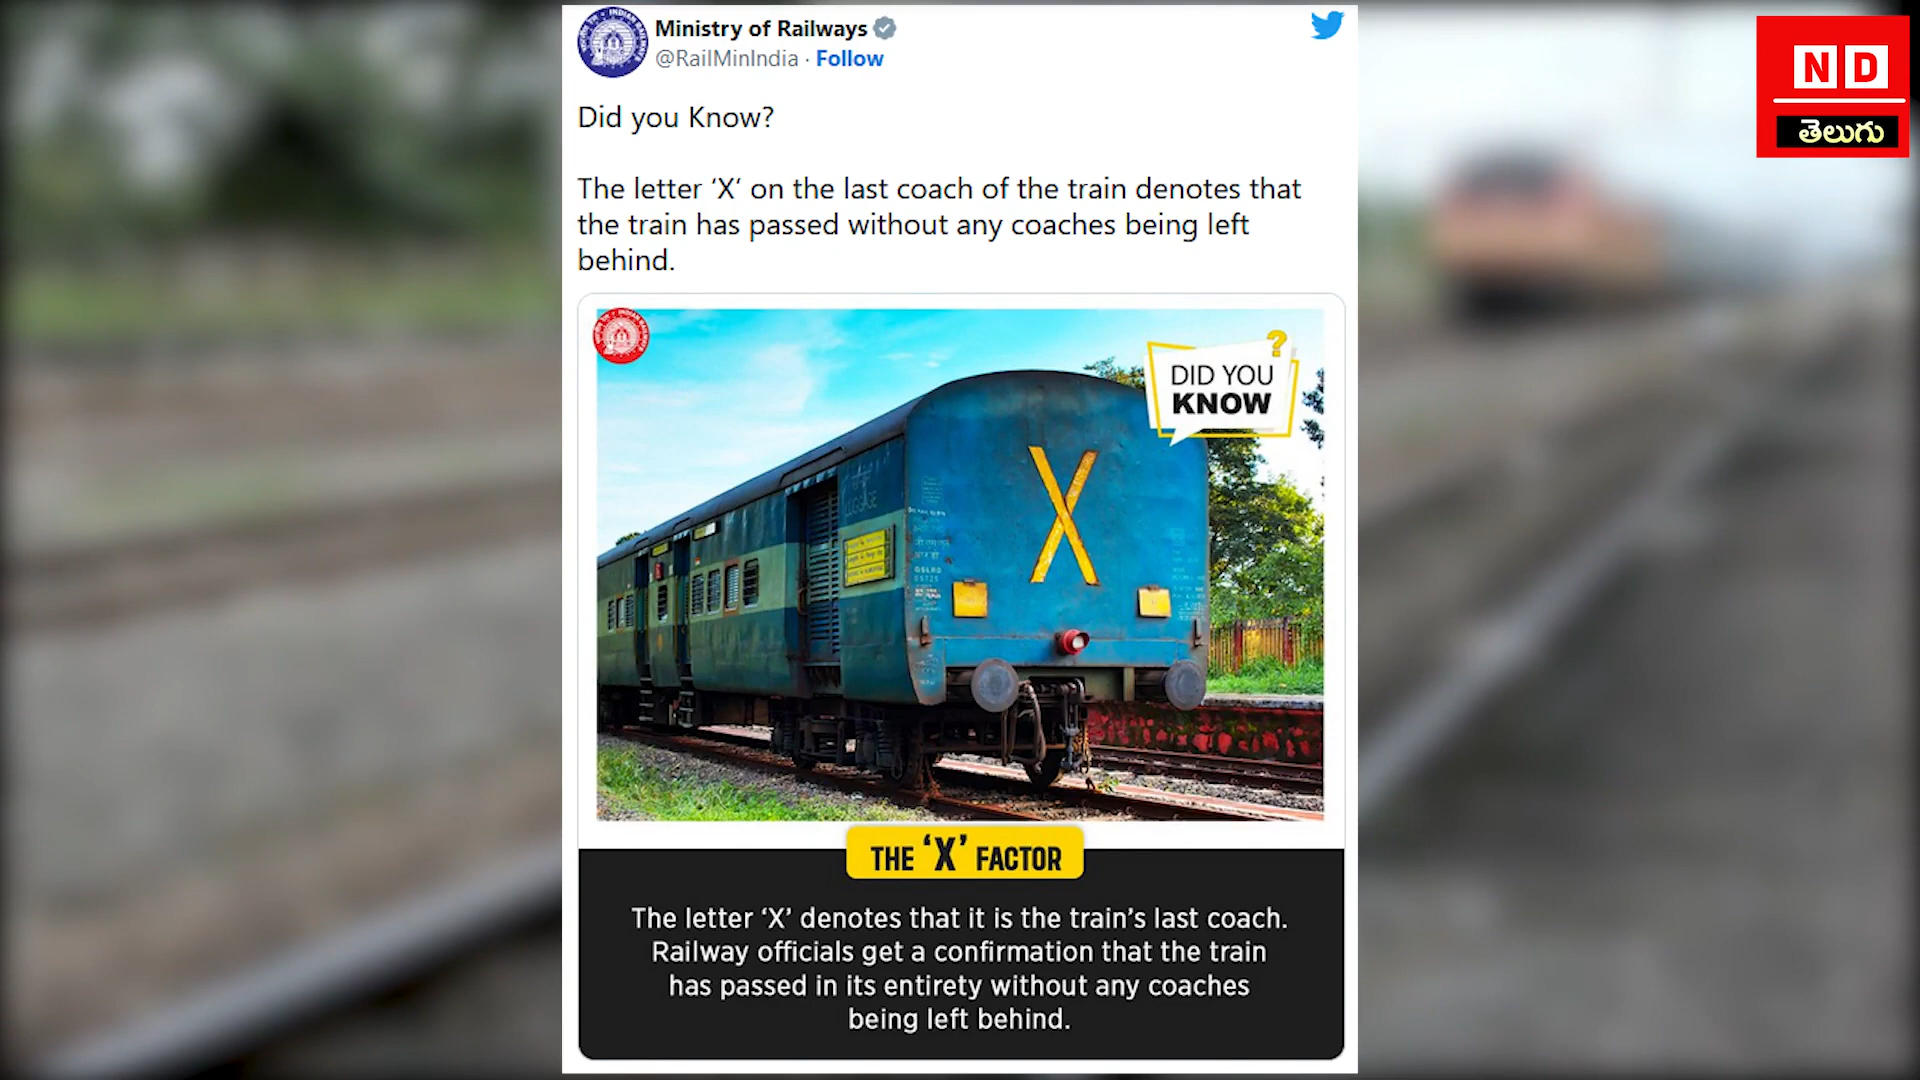 Ministry of Railways
@RailMinIndia · Follow
ND
తెలుగు
Did you Know?
The letter ‘X’ on the last coach of the train denotes that
the train has passed without any coaches being left
behind.
?
DID YOU
KNOW
X
LUGGAGE
GSLRD
THE ‘X’ FACTOR
The letter ‘X’ denotes that it is the train’s last coach.
Railway officials get a confirmation that the train
has passed in its entirety without any coaches
being left behind.